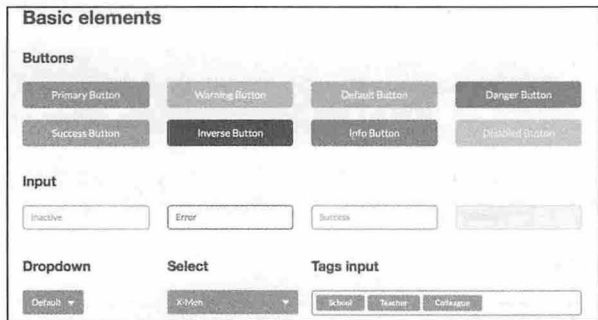 Basic elements
Buttons
Primary Button Warning Button Default Button Danger Button
Success Button Inverse Button Info Button Disabled Button
Input
Inactive Error Success
Dropdown Select Tags input
Default X-Men School Teacher Colleague